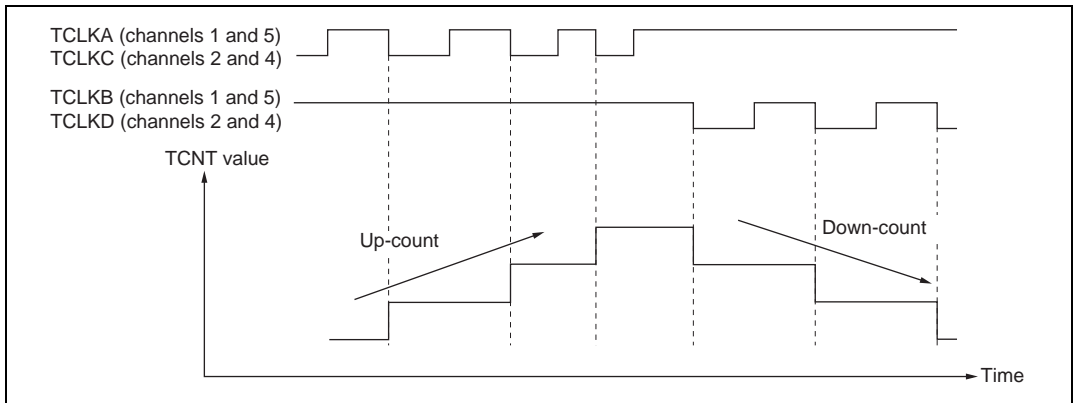 TCLKA (channels 1 and 5)
TCLKC (channels 2 and 4)
TCLKB (channels 1 and 5)
TCLKD (channels 2 and 4)
TCNT value
Up-count
Down-count
Time